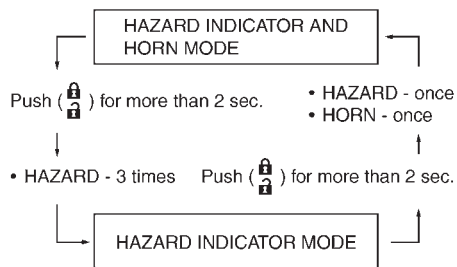 HAZARD INDICATOR AND
HORN MODE
Push ( ) for more than 2 sec.
• HAZARD - once
• HORN - once
• HAZARD - 3 times
Push ( ) for more than 2 sec.
HAZARD INDICATOR MODE